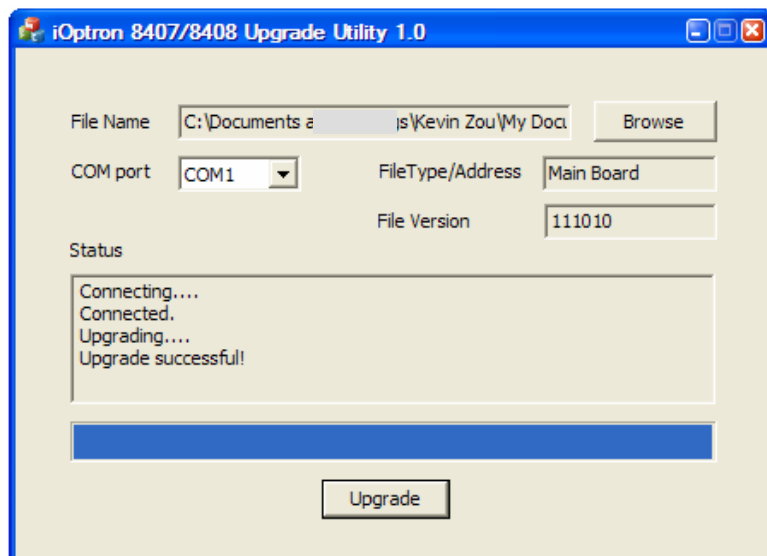 iOptron 8407/8408 Upgrade Utility 1.0
File Name C:\Documents a gs\Kevin Zou\My Docu Browse
COM port COM1 FileType/Address Main Board
File Version 111010
Status
Connecting....
Connected.
Upgrading....
Upgrade successful!
Upgrade